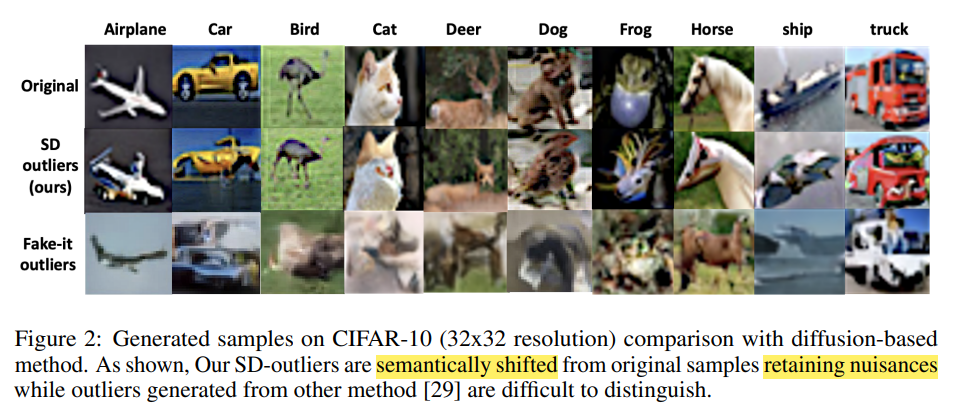 Airplane Car Bird Cat Deer Dog Frog Horse ship truck
Original
SD
outliers
(ours)
Fake-it
outliers
Figure 2: Generated samples on CIFAR-10 (32x32 resolution) comparison with diffusion-based
method. As shown, Our SD-outliers are semantically shifted from original samples retaining nuisances
while outliers generated from other method [29] are difficult to distinguish.